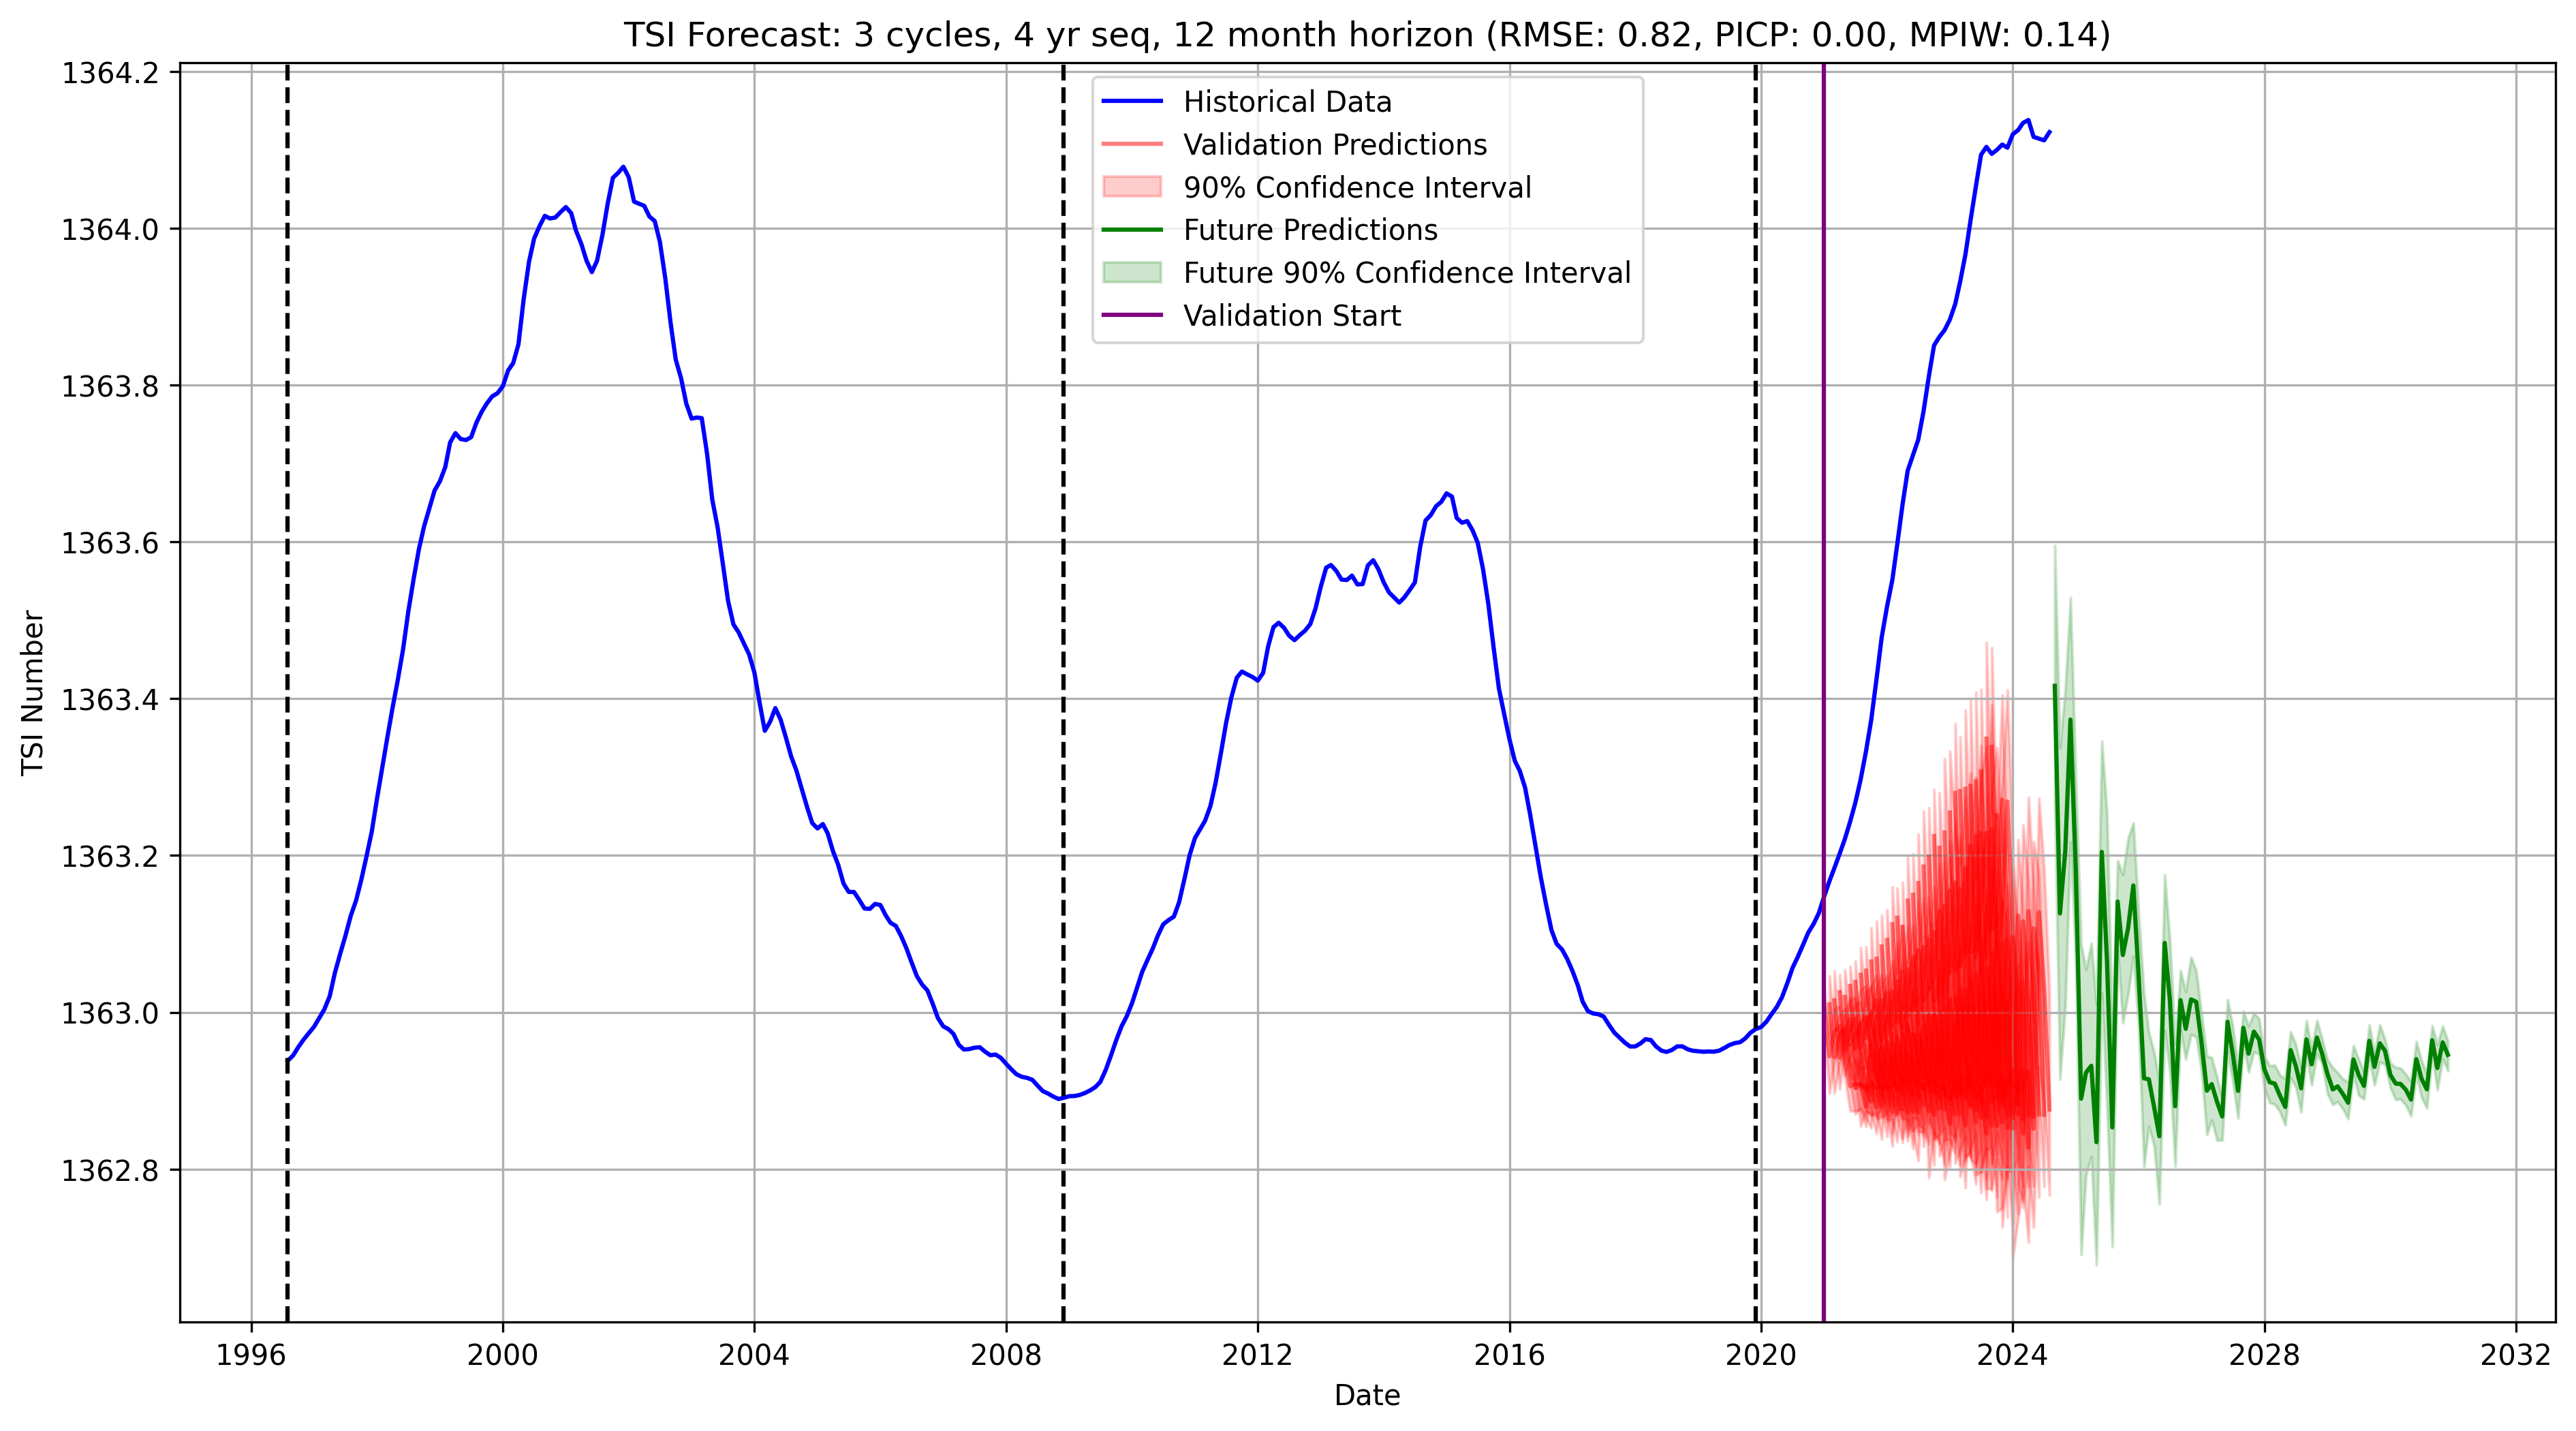 TSI Forecast: 3 cycles, 4 yr seq, 12 month horizon (RMSE: 0.82, PICP: 0.00, MPIW: 0.14)
1364.2
1364.0
1363.8
1363.6
1363.4
1363.2
1363.0
1362.8
TSI Number
Historical Data
Validation Predictions
90% Confidence Interval
Future Predictions
Future 90% Confidence Interval
Validation Start
1996 2000 2004 2008 2012 2016 2020 2024 2028 2032
Date